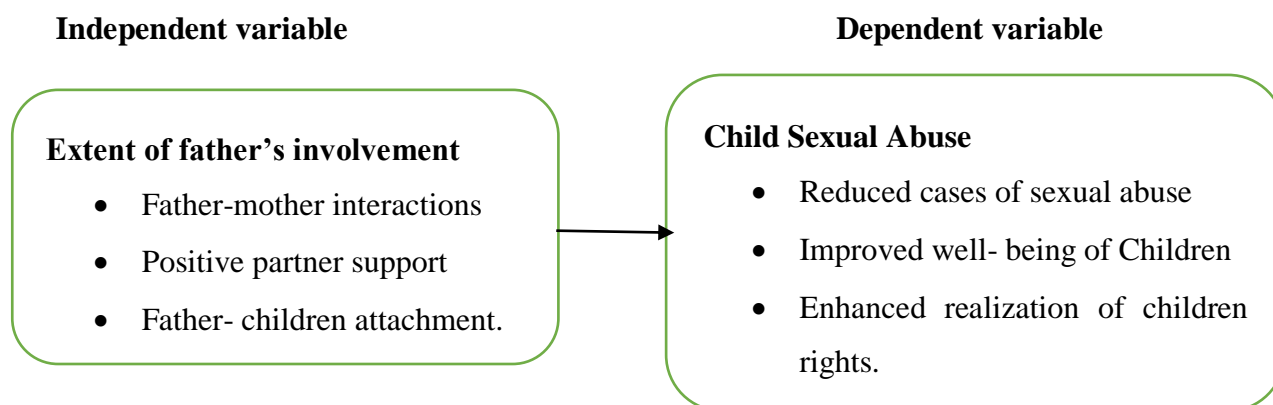 Independent variable
Dependent variable
Extent of father’s involvement
• Father-mother interactions
• Positive partner support
• Father- children attachment.
Child Sexual Abuse
• Reduced cases of sexual abuse
• Improved well- being of Children
• Enhanced realization of children
rights.